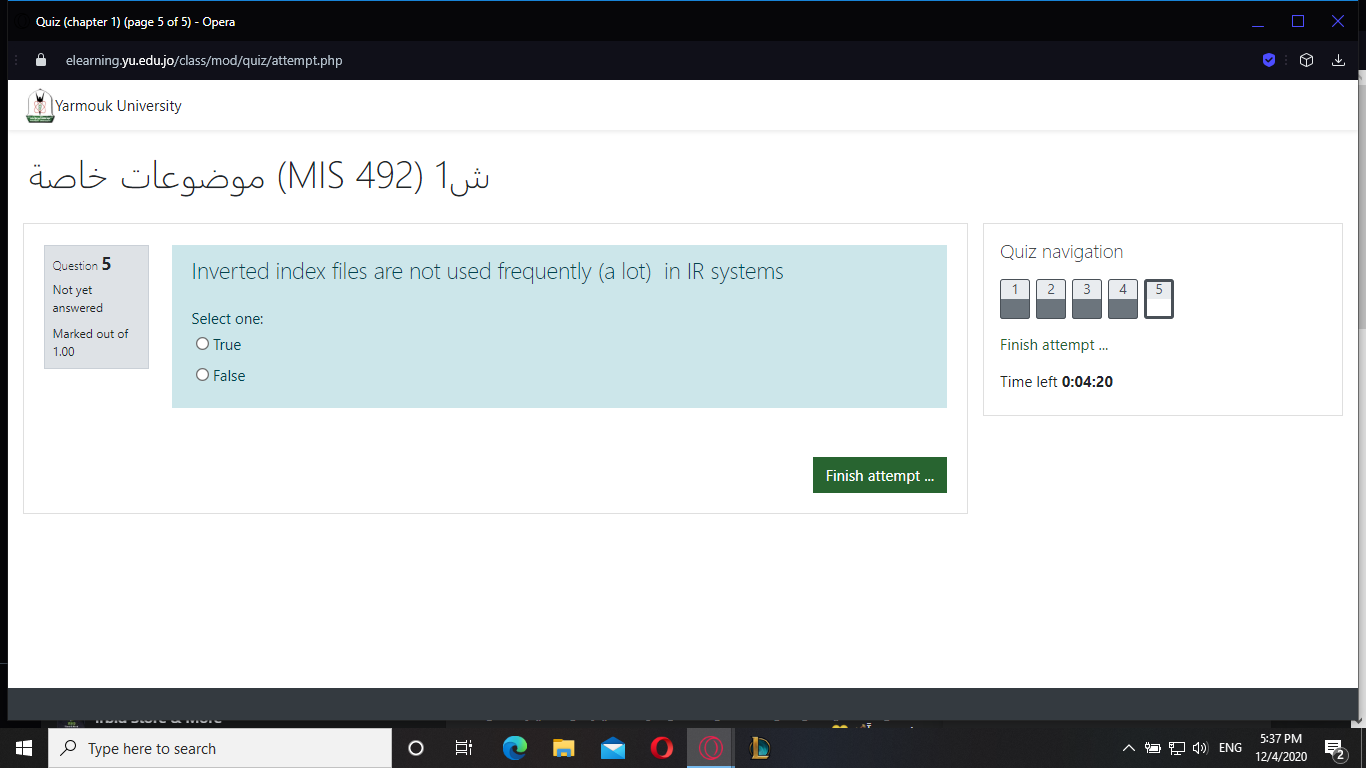 Quiz (chapter 1) (page 5 of 5) - Opera
elearning.yu.edu.jo/class/mod/quiz/attempt.php
Yarmouk University
ش1 (MIS 492) موضوعات خاصة
Question 5
Not yet
answered
Marked out of
1.00
Inverted index files are not used frequently (a lot)  in IR systems
Select one:
True
False
Finish attempt ...
Quiz navigation
1 2 3 4 5
Finish attempt ...
Time left 0:04:20
Type here to search
ENG
5:37 PM
12/4/2020
2